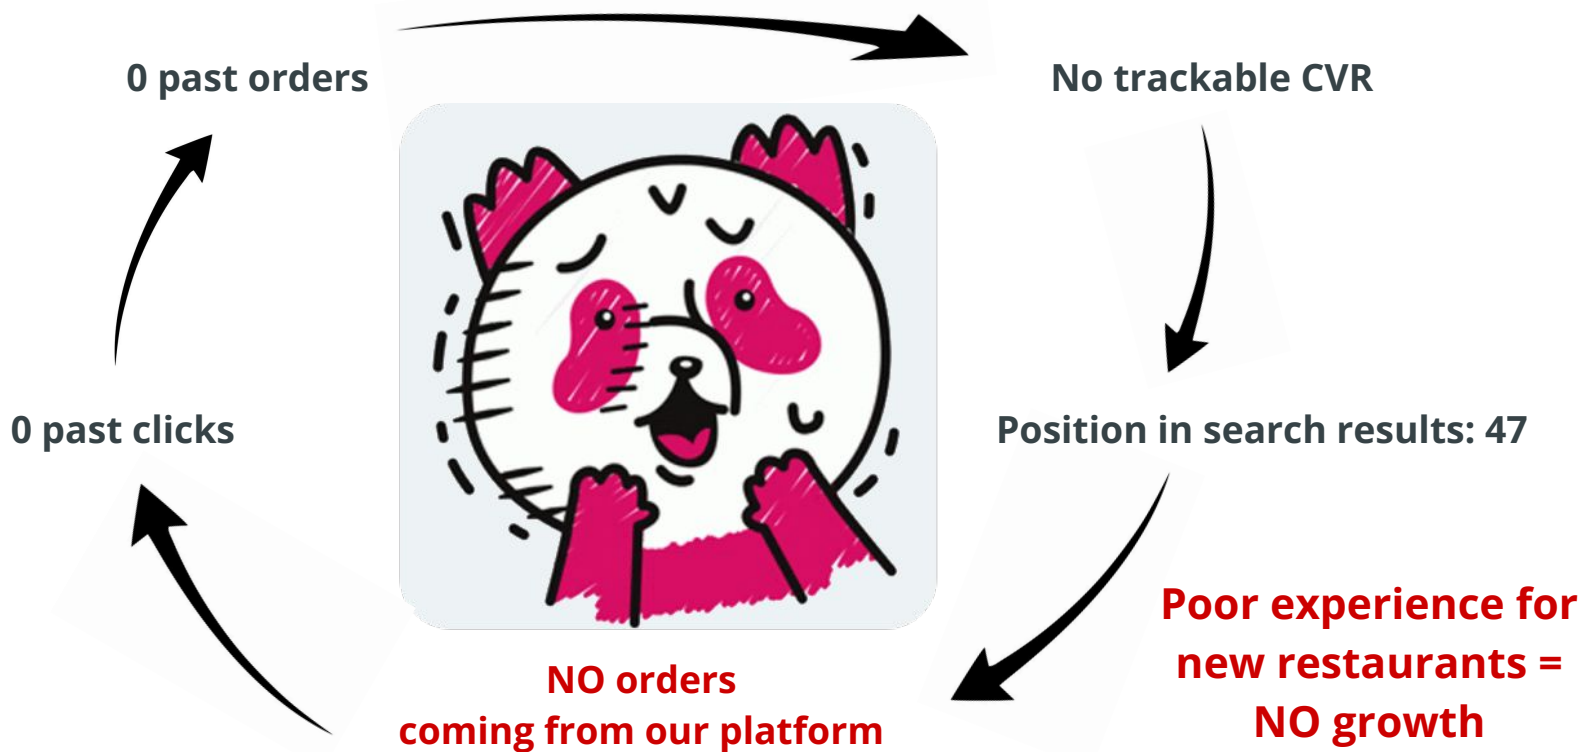 0 past orders
No trackable CVR
0 past clicks
Position in search results: 47
NO orders
coming from our platform
Poor experience for
new restaurants =
NO growth